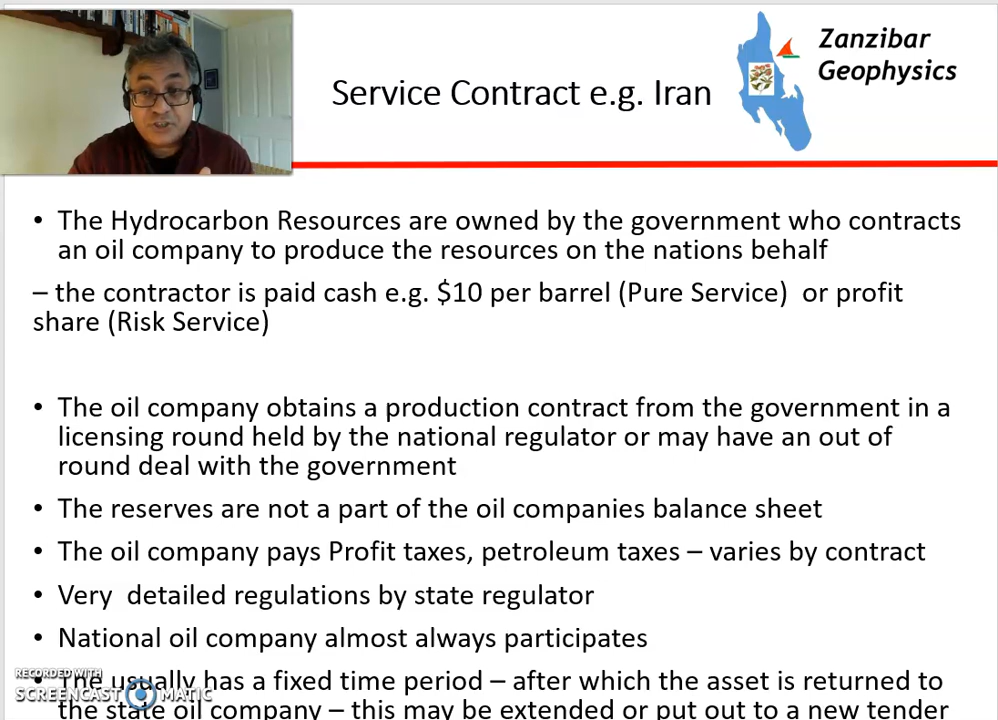 Service Contract e.g. Iran
Zanzibar
Geophysics
• The Hydrocarbon Resources are owned by the government who contracts
an oil company to produce the resources on the nations behalf
– the contractor is paid cash e.g. $10 per barrel (Pure Service)  or profit
share (Risk Service)
• The oil company obtains a production contract from the government in a
licensing round held by the national regulator or may have an out of
round deal with the government
• The reserves are not a part of the oil companies balance sheet
• The oil company pays Profit taxes, petroleum taxes – varies by contract
• Very  detailed regulations by state regulator
• National oil company almost always participates
• The usually has a fixed time period – after which the asset is returned to
the state oil company – this may be extended or put out to a new tender
RECORDED WITH
SCREENCAST MATIC